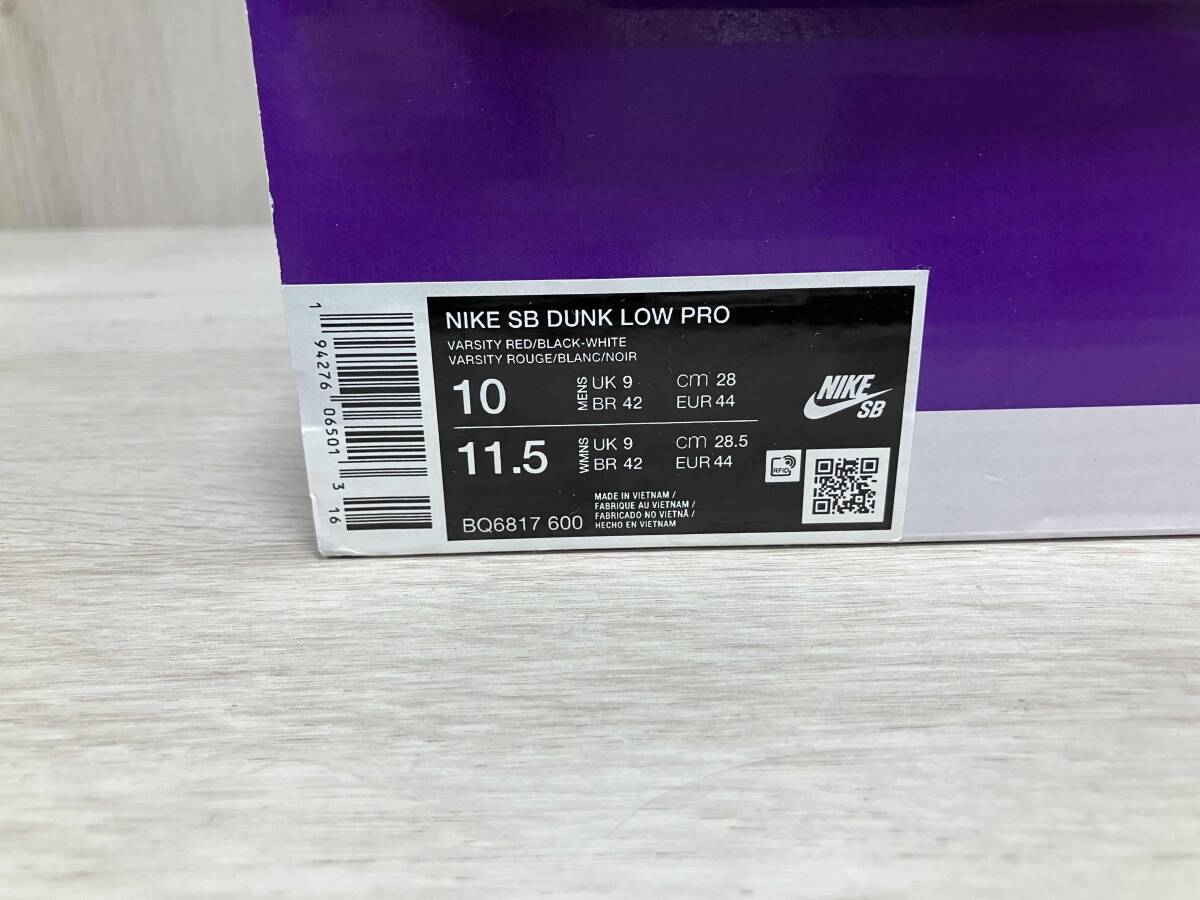 1 94276 06501 3 16
NIKE SB DUNK LOW PRO
VARSITY RED/BLACK-WHITE
VARSITY ROUGE/BLANC/NOIR
10 MENS UK 9 cm 28
BR 42 EUR 44
11.5 WMNS UK 9 cm 28.5
BR 42 EUR 44
BQ6817 600
MADE IN VIETNAM /
FABRIQUE AU VIETNAM /
FABRICADO NO VIETNÃ /
HECHO EN VIETNAM
NIKE
SB
RFID